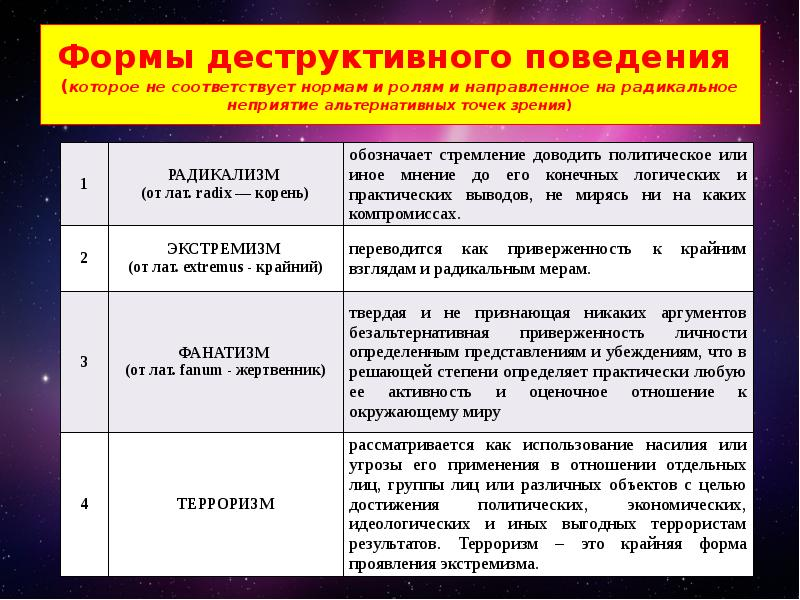 Формы деструктивного поведения
(которое не соответствует нормам и ролям и направленное на радикальное
неприятие альтернативных точек зрения)
1
РАДИКАЛИЗМ
(от лат. radix — корень)
обозначает стремление доводить политическое или
иное мнение до его конечных логических и
практических выводов, не мирясь ни на каких
компромиссах.
2
ЭКСТРЕМИЗМ
(от лат. extremus - крайний)
переводится как приверженность к крайним
взглядам и радикальным мерам.
3
ФАНАТИЗМ
(от лат. fanum - жертвенник)
твердая и не признающая никаких аргументов
безальтернативная приверженность личности
определенным представлениям и убеждениям, что в
решающей степени определяет практически любую
ее активность и оценочное отношение к
окружающему миру
4
ТЕРРОРИЗМ
рассматривается как использование насилия или
угрозы его применения в отношении отдельных
лиц, группы лиц или различных объектов с целью
достижения политических, экономических,
идеологических и иных выгодных террористам
результатов. Терроризм – это крайняя форма
проявления экстремизма.